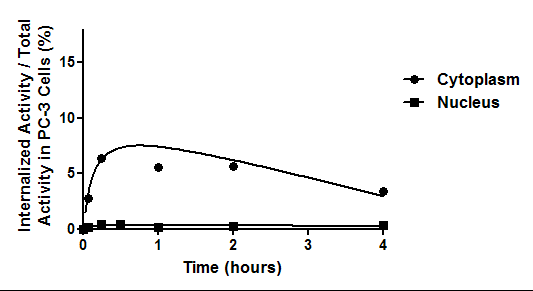 Internalized Activity / Total
Activity in PC-3 Cells (%)
15
10
5
0
0 1 2 3 4
Time (hours)
Cytoplasm
Nucleus